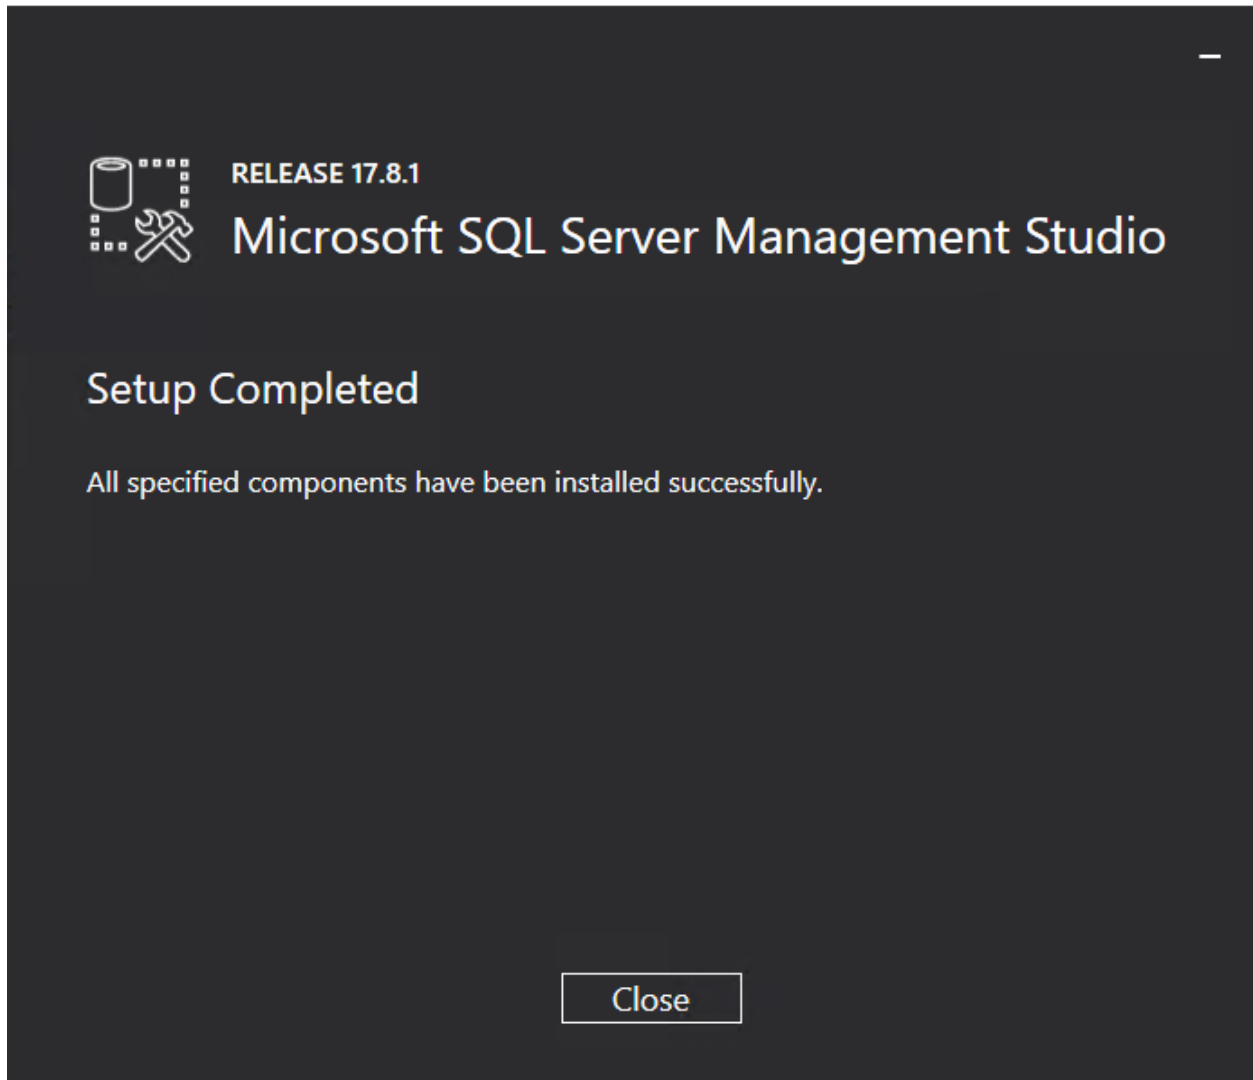 RELEASE 17.8.1
Microsoft SQL Server Management Studio
Setup Completed
All specified components have been installed successfully.
Close